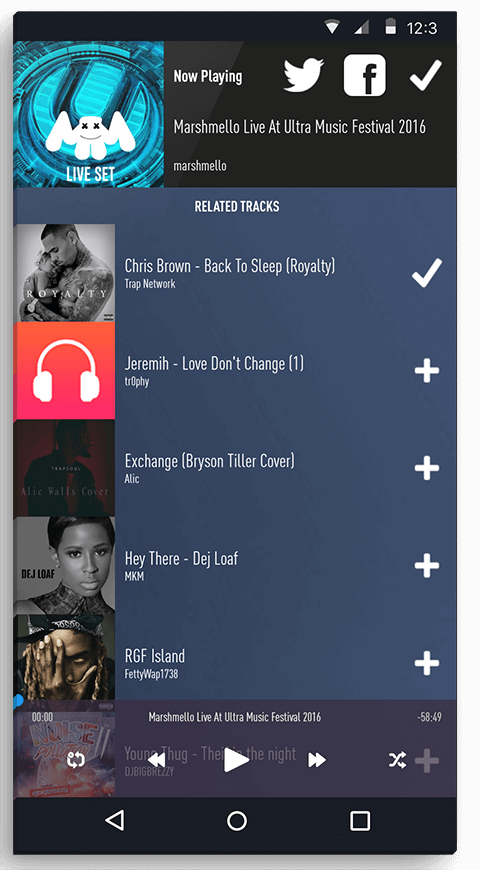 12:3
Now Playing
Marshmello Live At Ultra Music Festival 2016
marshmello
LIVE SET
RELATED TRACKS
ROYALTY
Chris Brown - Back To Sleep (Royalty)
Trap Network
Jeremih - Love Don't Change (1)
tr0phy
TRAPSOUL
Alic Walls Cover
Exchange (Bryson Tiller Cover)
Alic
DEJ LOAF
Hey There - Dej Loaf
MKM
RGF Island
FettyWap1738
00:00
Marshmello Live At Ultra Music Festival 2016
-58:49
NOISE
Young Thug - in the night
DJBIGBREZZY